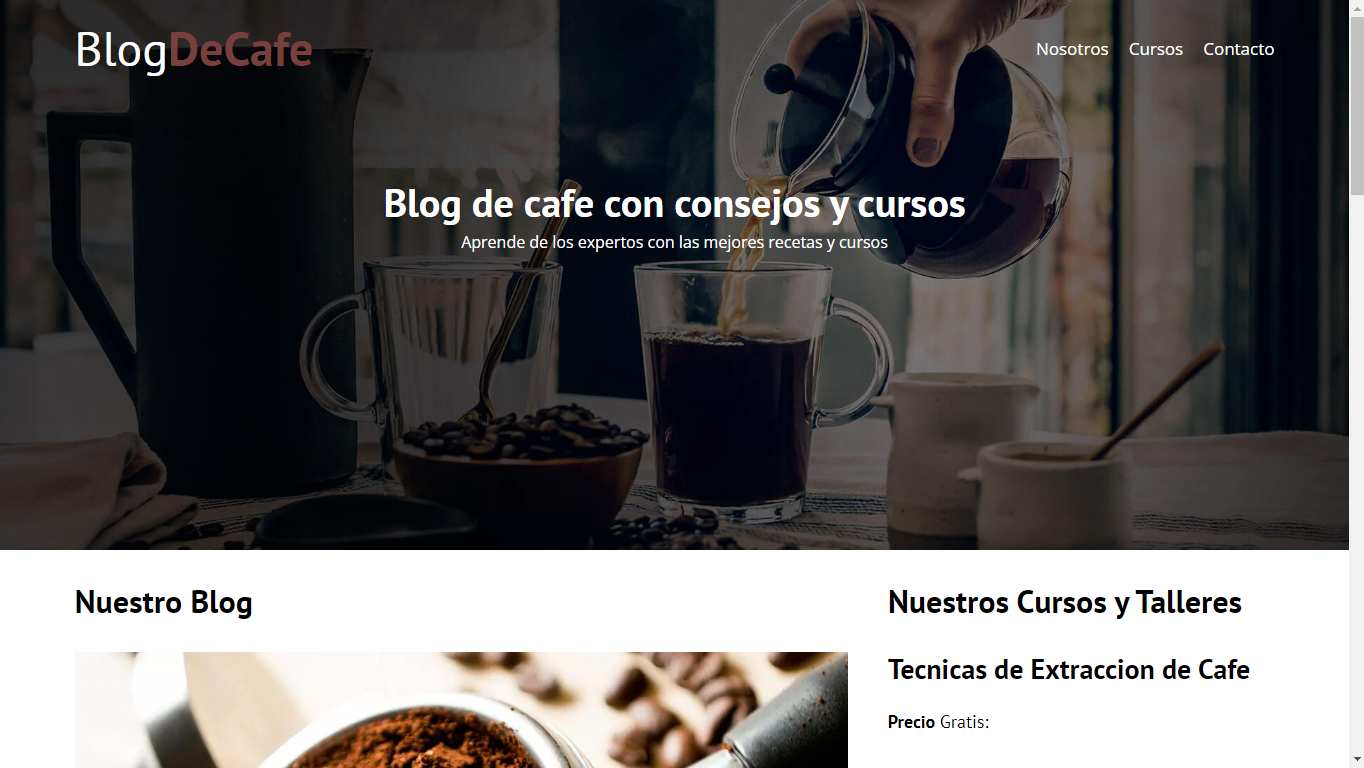 BlogDeCafe
Nosotros Cursos Contacto
Blog de cafe con consejos y cursos
Aprende de los expertos con las mejores recetas y cursos
Nuestro Blog
Nuestros Cursos y Talleres
Tecnicas de Extraccion de Cafe
Precio Gratis: